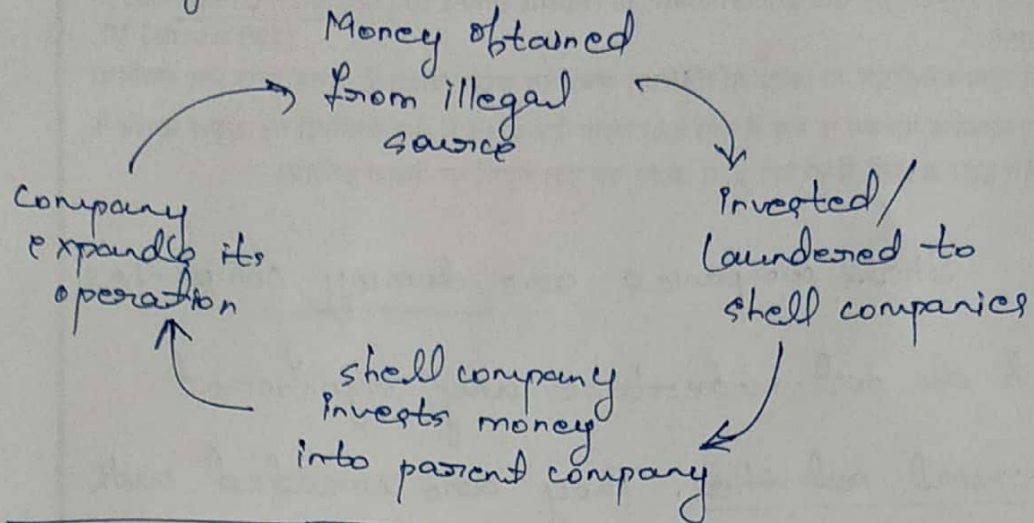 Money obtained
from illegal
source
invested/
laundered to
shell companies
shell company
invests money
into parent company
Company
expands its
operation